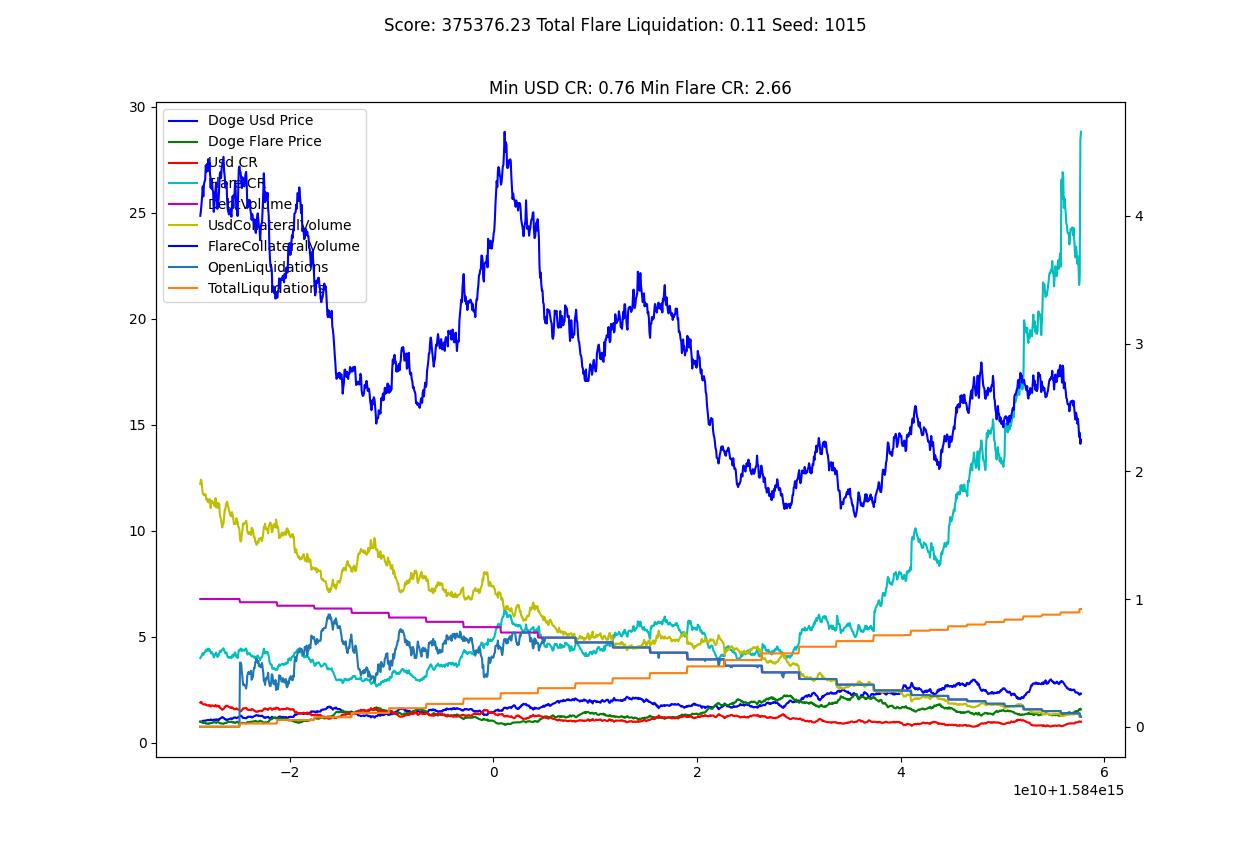 Score: 375376.23 Total Flare Liquidation: 0.11 Seed: 1015
Min USD CR: 0.76 Min Flare CR: 2.66
Doge Usd Price
Doge Flare Price
Usd CR
Flare CR
DebtVolume
UsdCollateralVolume
FlareCollateralVolume
OpenLiquidations
TotalLiquidations
30
25
20
15
10
5
0
4
3
2
1
0
−2
0
2
4
6
1e10+1.584e15